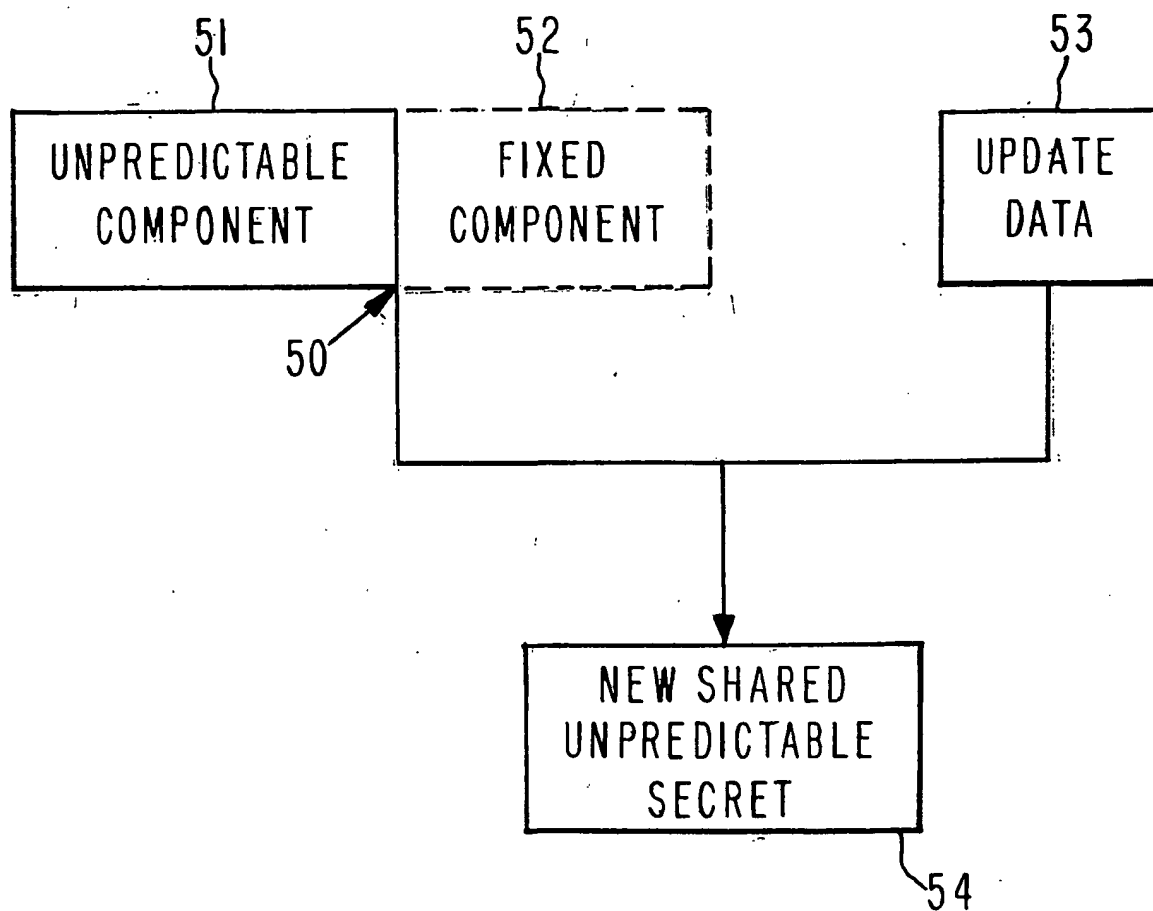 51
52
53
UNPREDICTABLE
COMPONENT
FIXED
COMPONENT
UPDATE
DATA
50
NEW SHARED
UNPREDICTABLE
SECRET
54